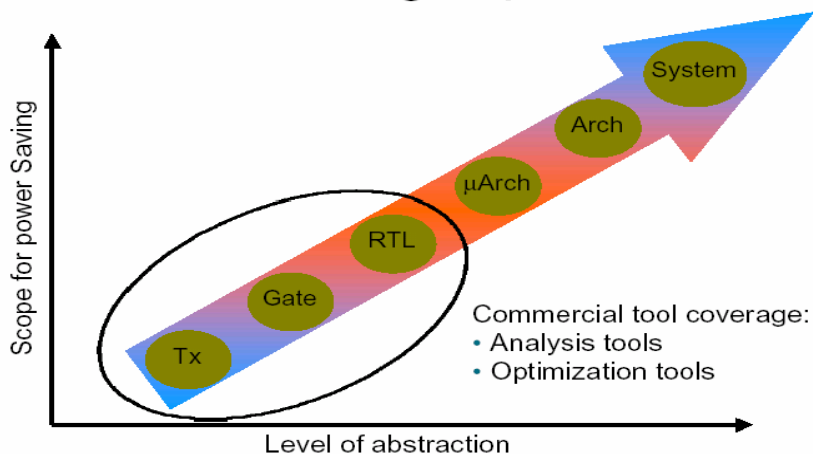 System
Arch
μArch
RTL
Gate
Tx
Scope for power Saving
Commercial tool coverage:
• Analysis tools
• Optimization tools
Level of abstraction